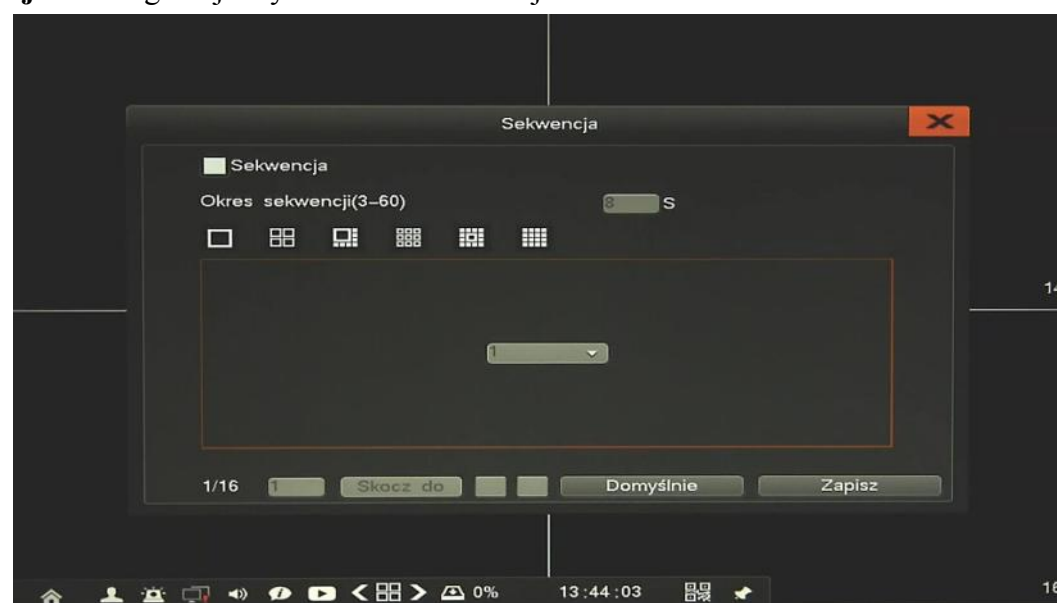 Sekwencja
Sekwencja
Okres sekwencji(3-60)
8 S
14
1
1/16 1 Skocz do Domyślnie Zapisz
0% 13:44:03
16